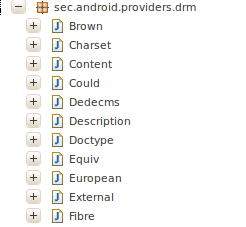 sec.android.providers.drm
Brown
Charset
Content
Could
Dedecms
Description
Doctype
Equiv
European
External
Fibre